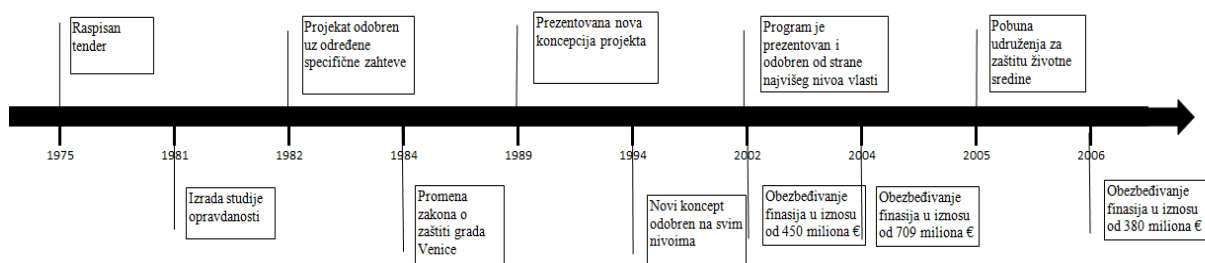 Raspisan
tender
Projekat odobren
uz određene
specifične zahteve
Prezentovana nova
koncepcija projekta
Program je
prezentovan i
odobren od strane
najvišeg nivoa vlasti
Pobuna
udruženja za
zaštitu životne
sredine
1975
1981
1982
1984
1989
1994
2002
2004
2005
2006
Izrada studije
opravdanosti
Promena
zakona o
zaštiti grada
Venice
Novi koncept
odobren na svim
nivoima
Obezbeđivanje
finasija u iznosu
od 450 miliona €
Obezbeđivanje
finasija u iznosu
od 709 miliona €
Obezbeđivanje
finasija u iznosu
od 380 miliona €